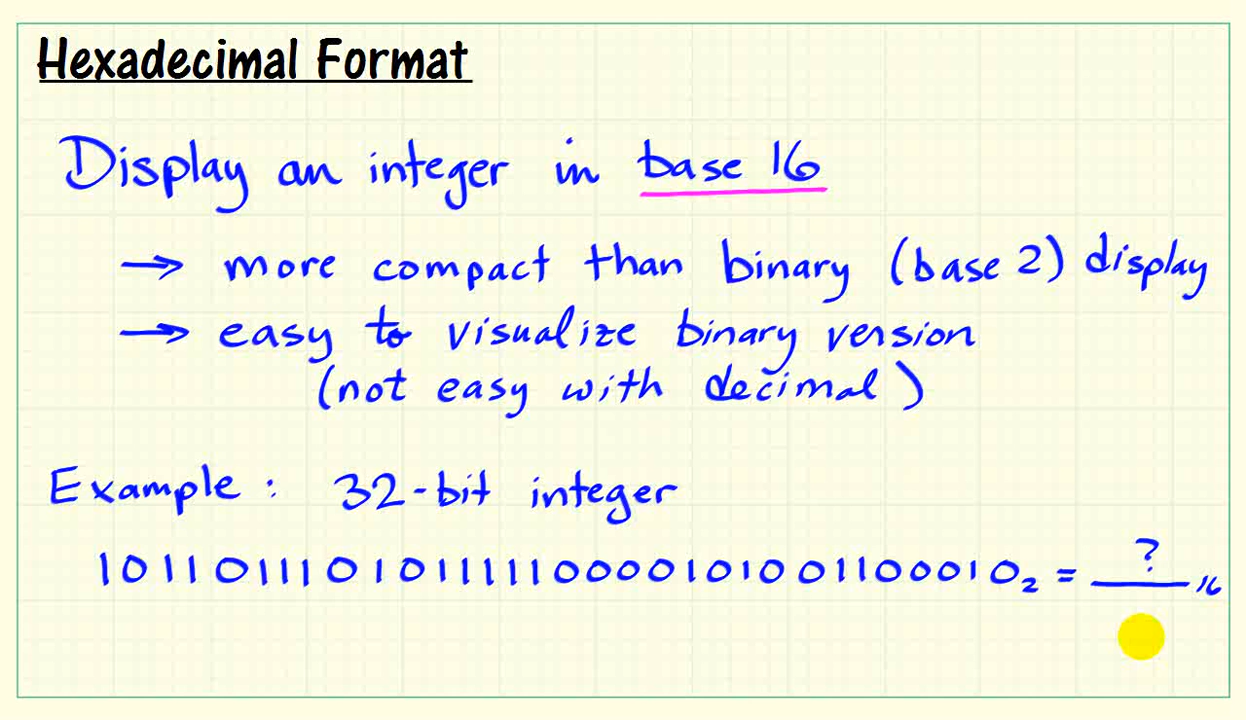 Hexadecimal Format
Display an integer in base 16
→ more compact than binary (base 2) display
→ easy to visualize binary version
(not easy with decimal)
Example: 32-bit integer
10110111010111110000101001100010₂ = ?₁₆